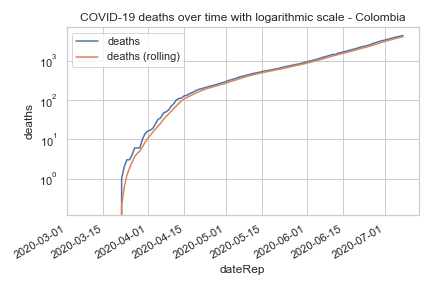 COVID-19 deaths over time with logarithmic scale - Colombia
deaths
deaths (rolling)
deaths
10³
10²
10¹
10⁰
2020-03-01
2020-03-15
2020-04-01
2020-04-15
2020-05-01
2020-05-15
2020-06-01
2020-06-15
2020-07-01
dateRep